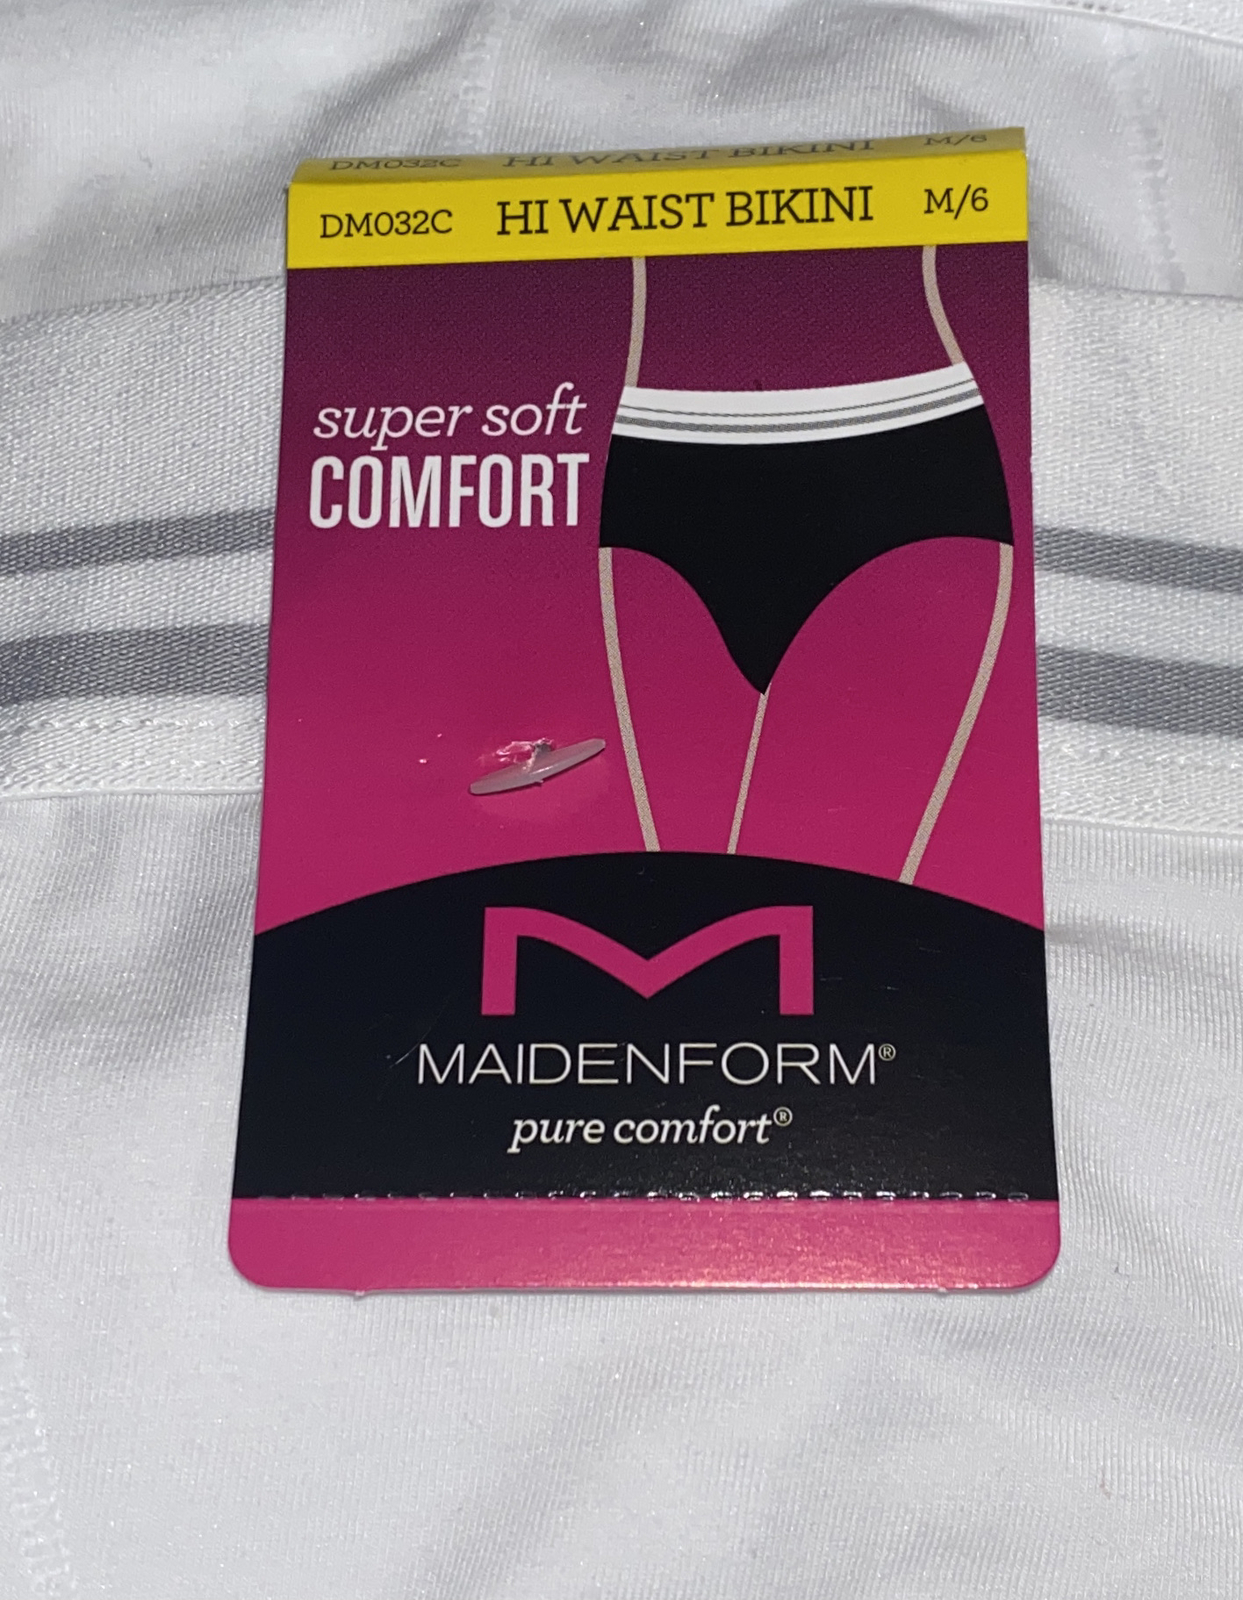 DM032C HI WAIST BIKINI M/6
DM032C HI WAIST BIKINI M/6
super soft
COMFORT
M
MAIDENFORM®
pure comfort®